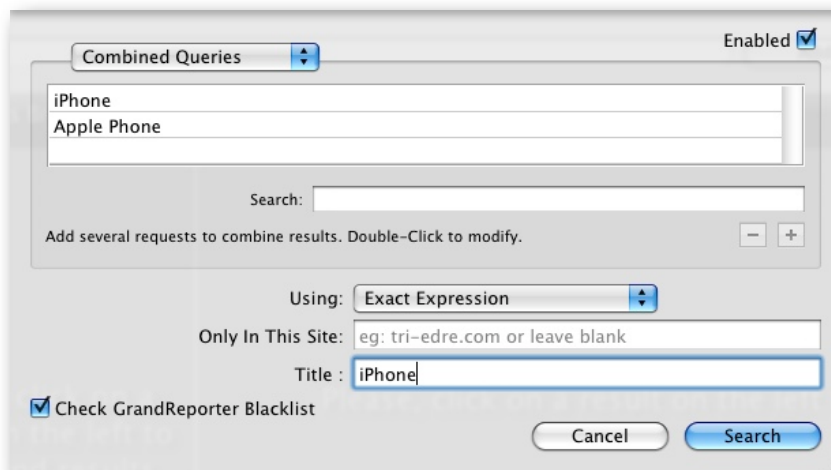 Enabled
Combined Queries
iPhone
Apple Phone
Search:
Add several requests to combine results. Double-Click to modify.
Using: Exact Expression
Only In This Site: eg: tri-edre.com or leave blank
Title : iPhone
Check GrandReporter Blacklist
Cancel Search